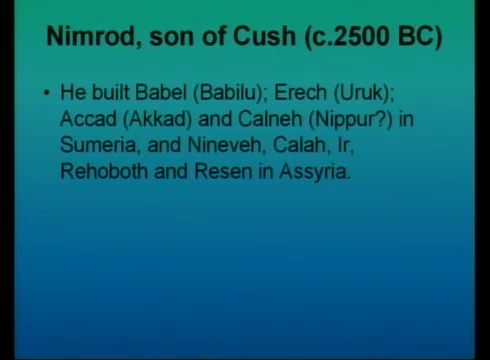 Nimrod, son of Cush (c.2500 BC)
• He built Babel (Babilu); Erech (Uruk);
Accad (Akkad) and Calneh (Nippur?) in
Sumeria, and Nineveh, Calah, Ir,
Rehoboth and Resen in Assyria.